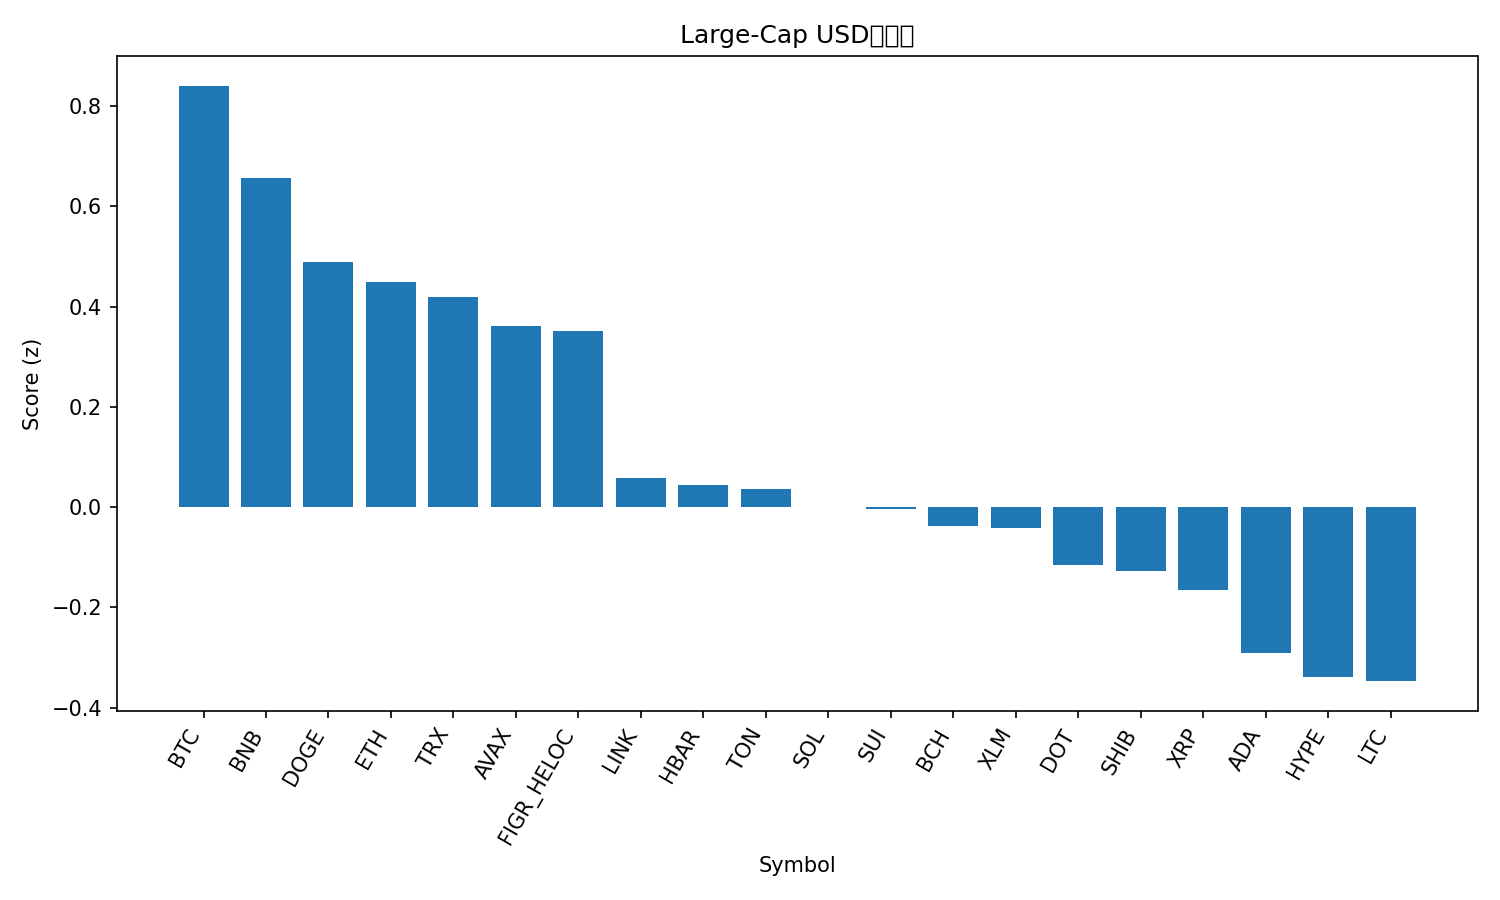 Large-Cap USD
Score (z)
0.8
0.6
0.4
0.2
0.0
−0.2
−0.4
BTC
BNB
DOGE
ETH
TRX
AVAX
FIGR_HELOC
LINK
HBAR
TON
SOL
SUI
BCH
XLM
DOT
SHIB
XRP
ADA
HYPE
LTC
Symbol